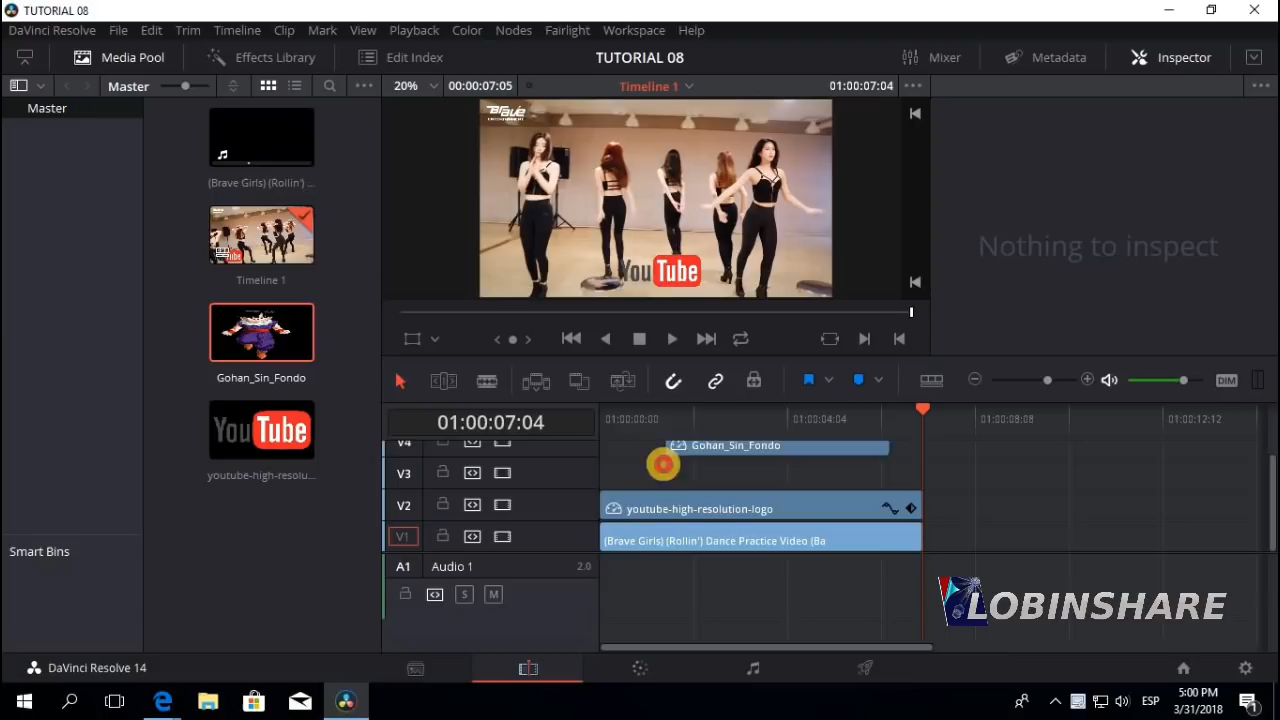 TUTORIAL 08
DaVinci Resolve File Edit Trim Timeline Clip Mark View Playback Color Nodes Fairlight Workspace Help
Media Pool Effects Library Edit Index TUTORIAL 08 Mixer Metadata Inspector
Master 20% 00:00:07:05 Timeline 1 01:00:07:04
Master
BRAVE
ENTERTAINMENT
(Brave Girls) (Rollin') ...
Timeline 1
Gohan_Sin_Fondo
YouTube
youtube-high-resolu...
YouTube
Nothing to inspect
DIM
01:00:07:04
01:00:00:00 01:00:04:04 01:00:08:08 01:00:12:12
V4 Gohan_Sin_Fondo
V3
V2 youtube-high-resolution-logo
V1 (Brave Girls) (Rollin') Dance Practice Video (Ba
A1 Audio 1 2.0
S M
Smart Bins
LOBINSHARE
DaVinci Resolve 14
ESP
5:00 PM
3/31/2018
1